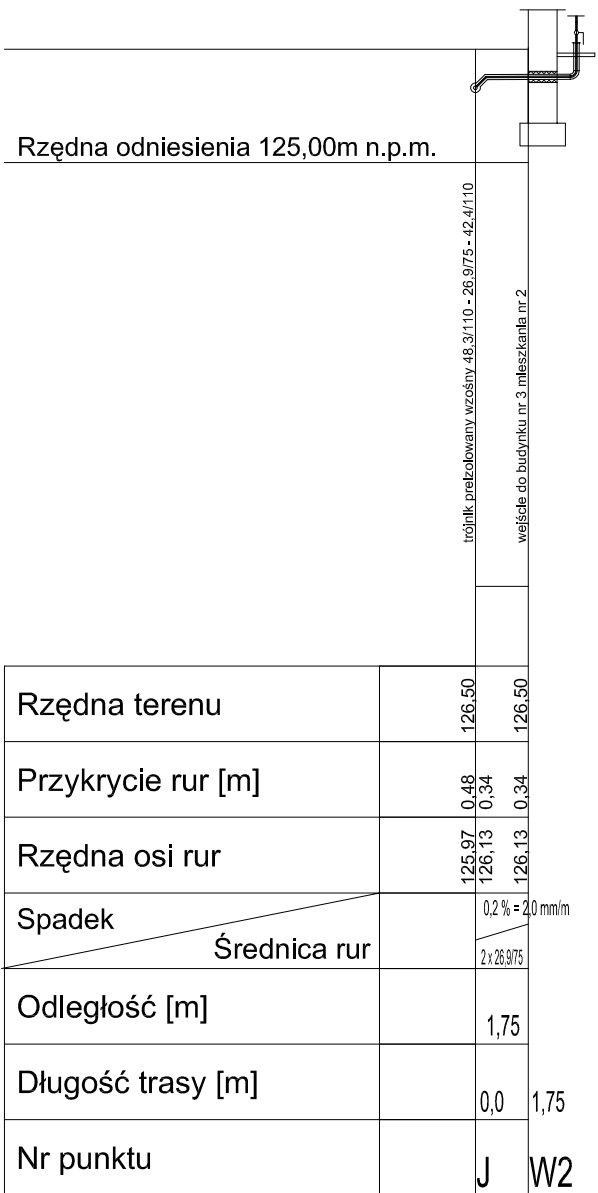 Rzędna odniesienia 125,00m n.p.m.
trójnik preizolowany wzośny 48,3/110 - 26,9/75 - 42,4/110
wejście do budynku nr 3 mieszkania nr 2
Rzędna terenu 126,50 126,50
Przykrycie rur [m] 0,48 0,34 0,34
Rzędna osi rur 125,97 126,13 126,13
Spadek 0,2 % = 2,0 mm/m
Średnica rur 2 x 26,9/75
Odległość [m] 1,75
Długość trasy [m] 0,0 1,75
Nr punktu J W2